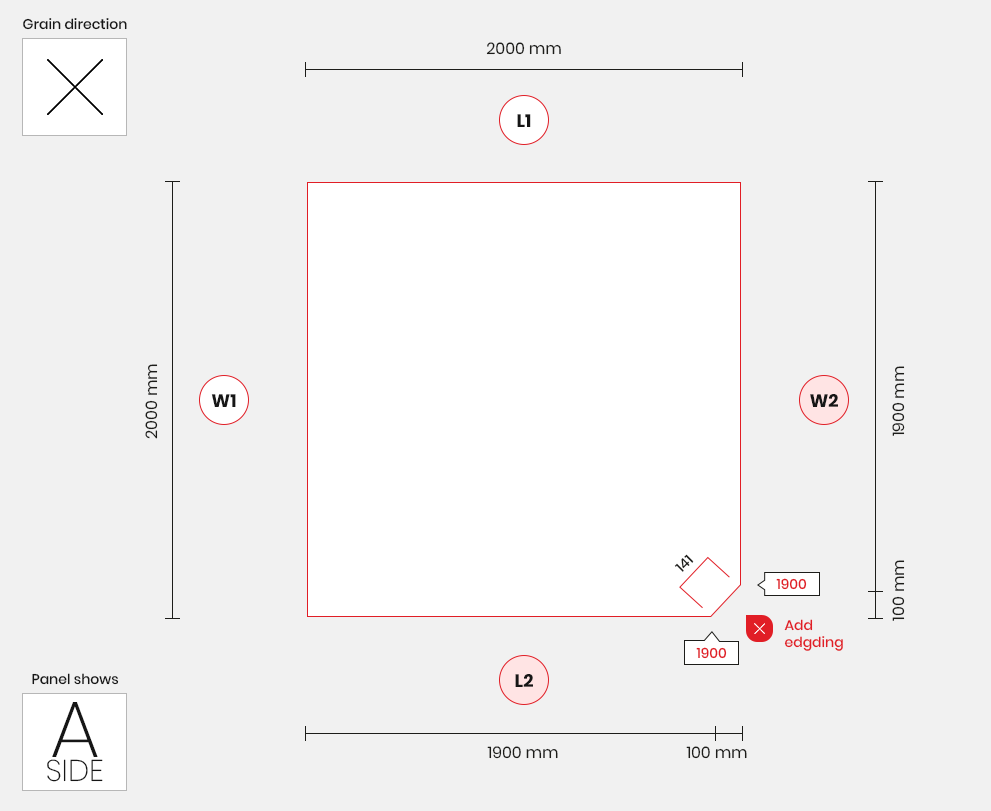 Grain direction
2000 mm
L1
2000 mm
W1
W2
1900 mm
141
1900
100 mm
Add
edgding
1900
L2
Panel shows
A
SIDE
1900 mm
100 mm